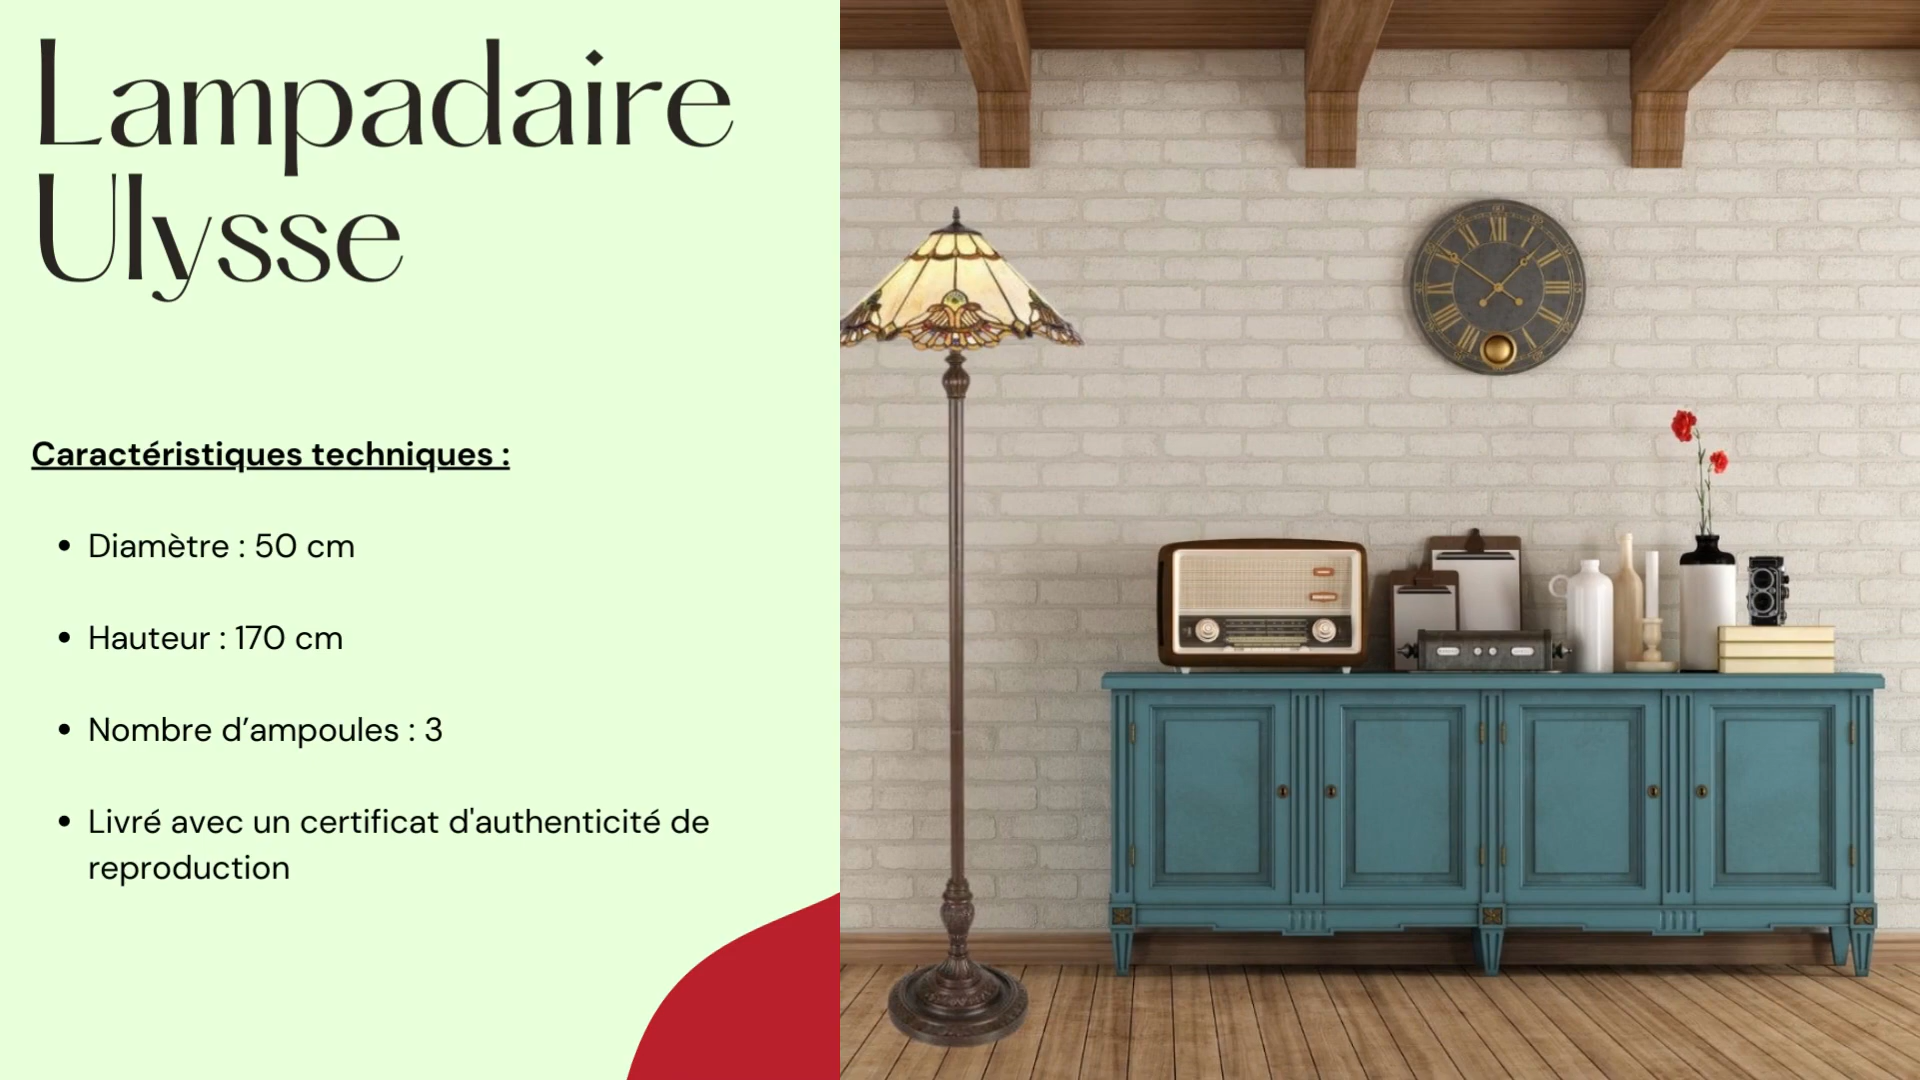 Lampadaire
Ulysse
Caractéristiques techniques :
• Diamètre : 50 cm
• Hauteur : 170 cm
• Nombre d’ampoules : 3
• Livré avec un certificat d'authenticité de
reproduction